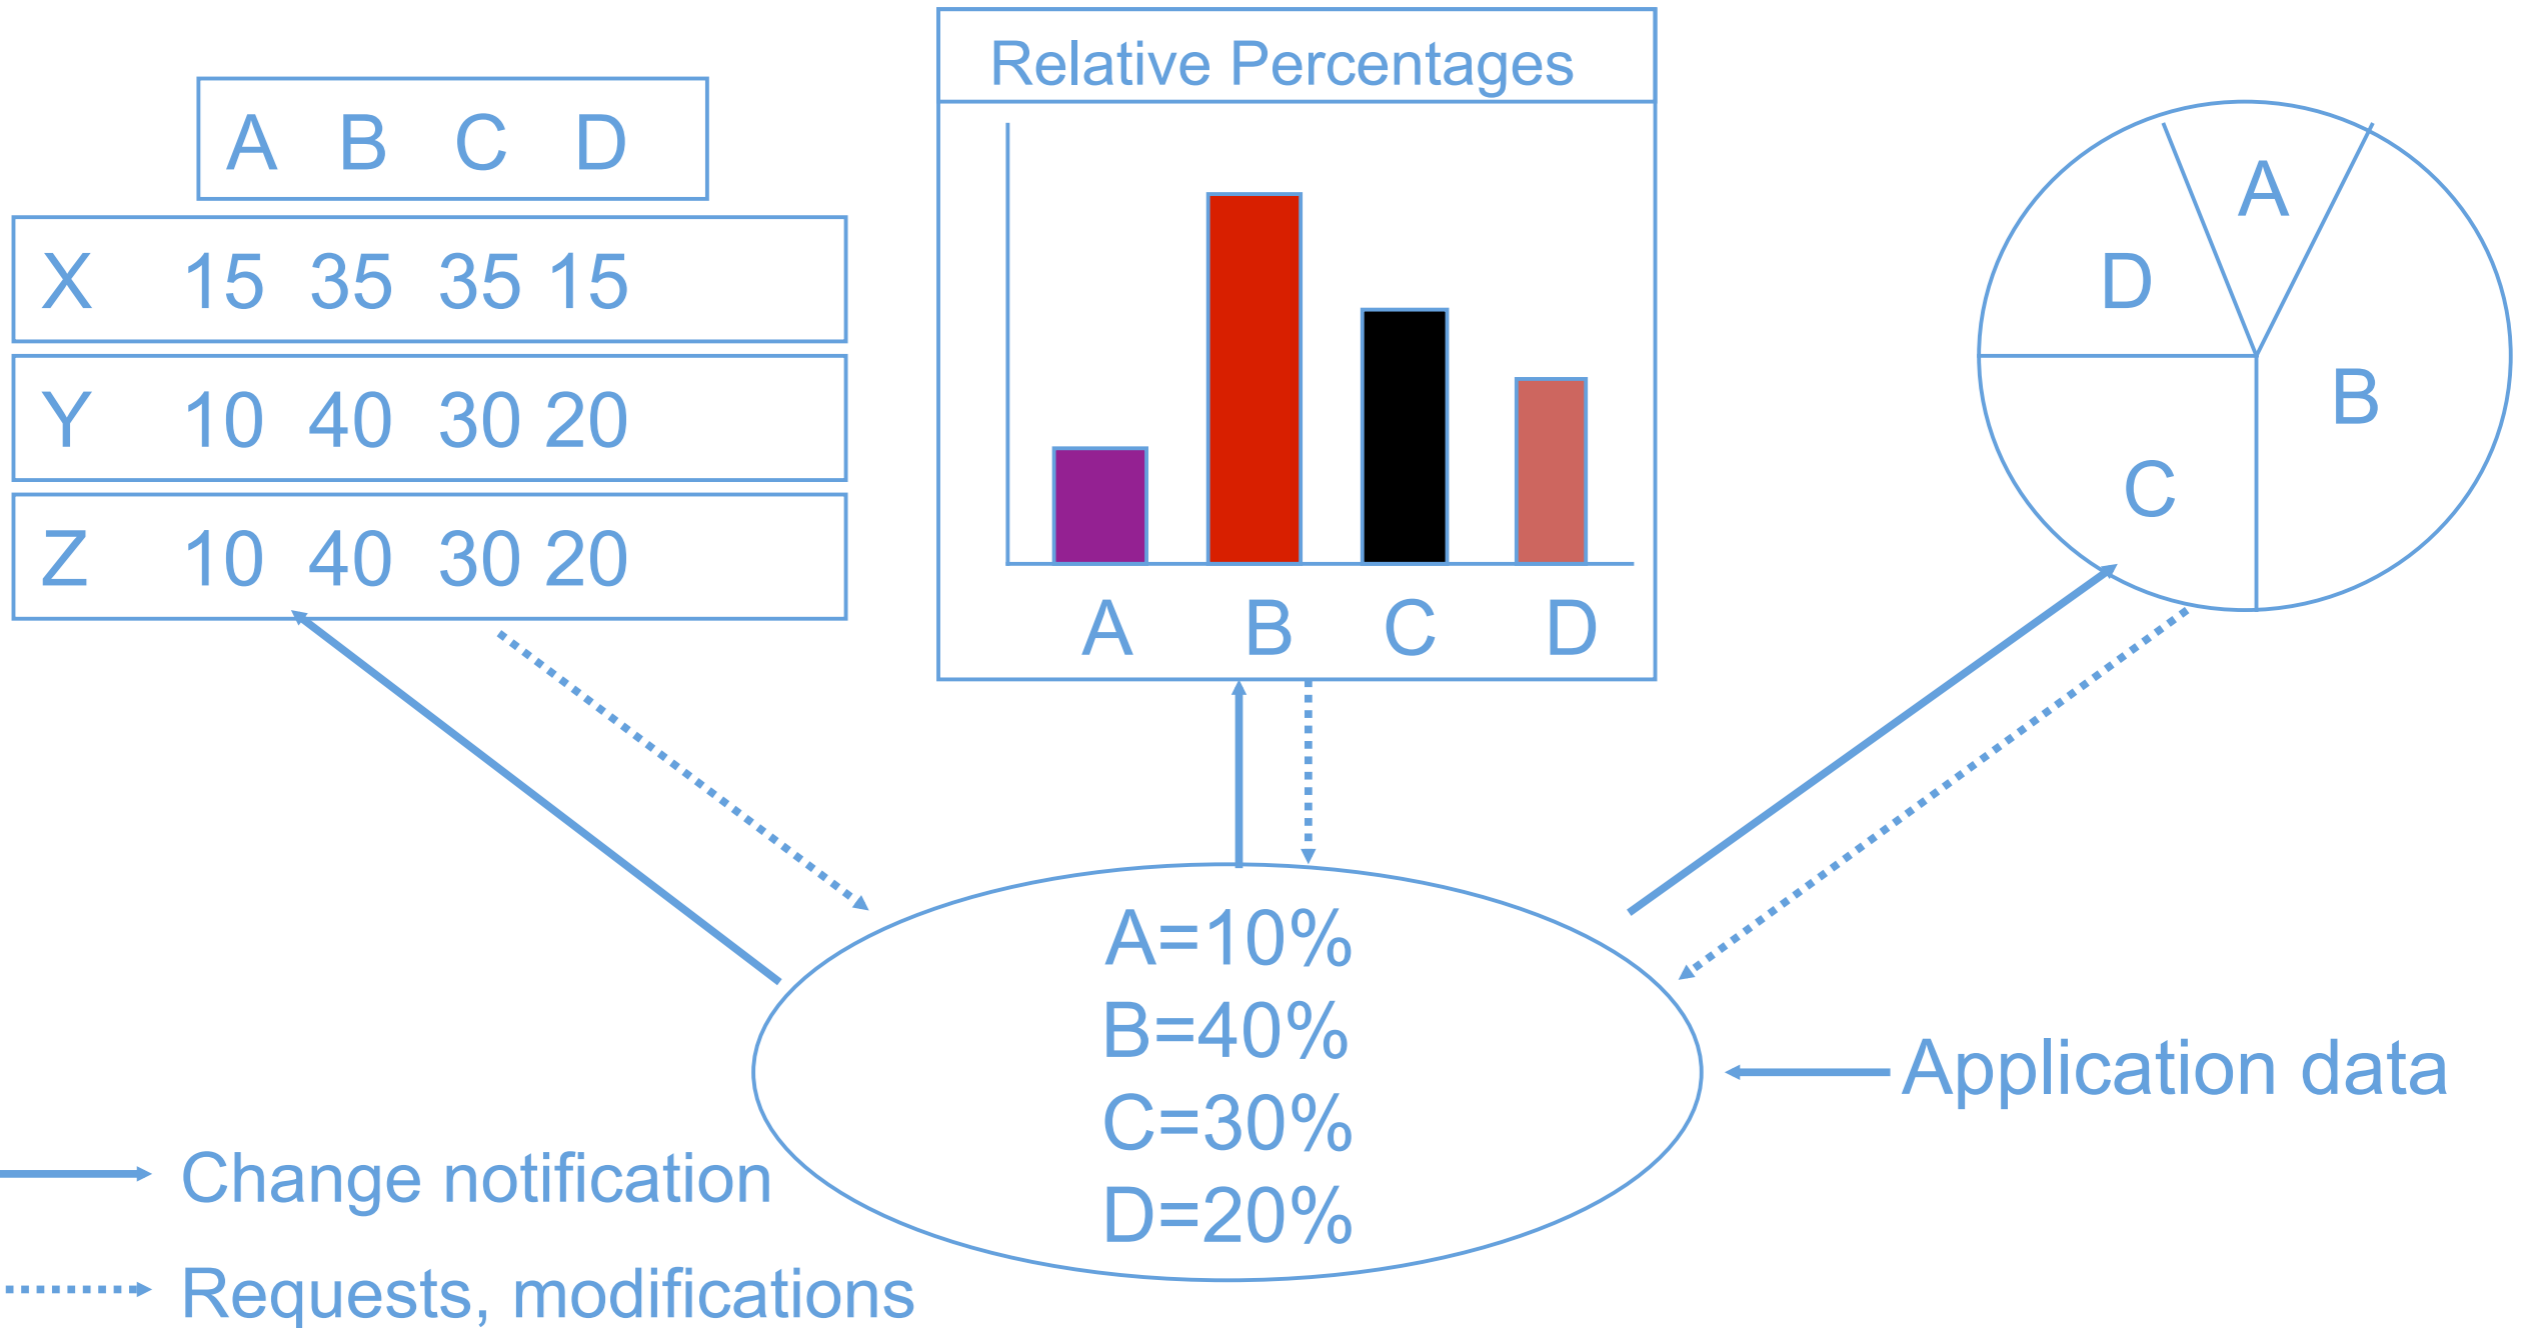 A B C D
X 15 35 35 15
Y 10 40 30 20
Z 10 40 30 20
Relative Percentages
A B C D
A
D
B
C
A=10%
B=40%
C=30%
D=20%
Application data
Change notification
Requests, modifications